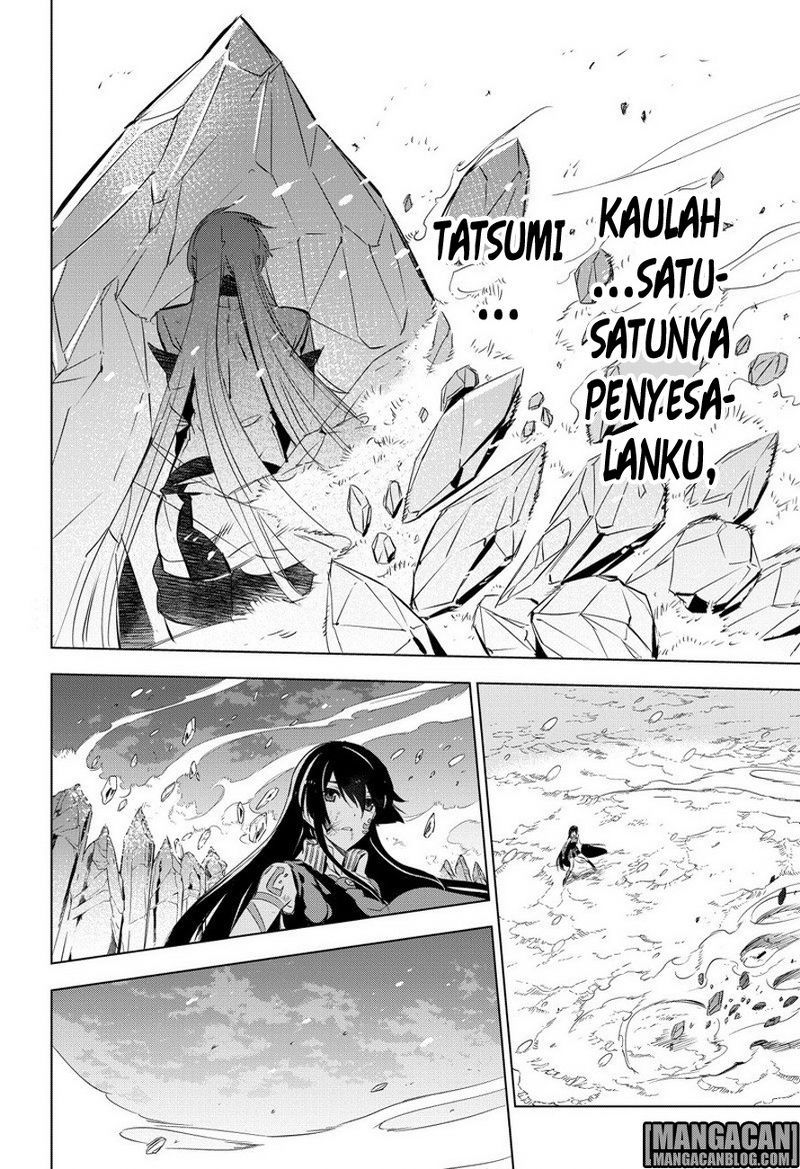 KAULAH
...SATU-
SATUNYA
PENYESA-
LANKU,
TATSUMI
...
[MANGACAN]
MANGACANBLOG.COM